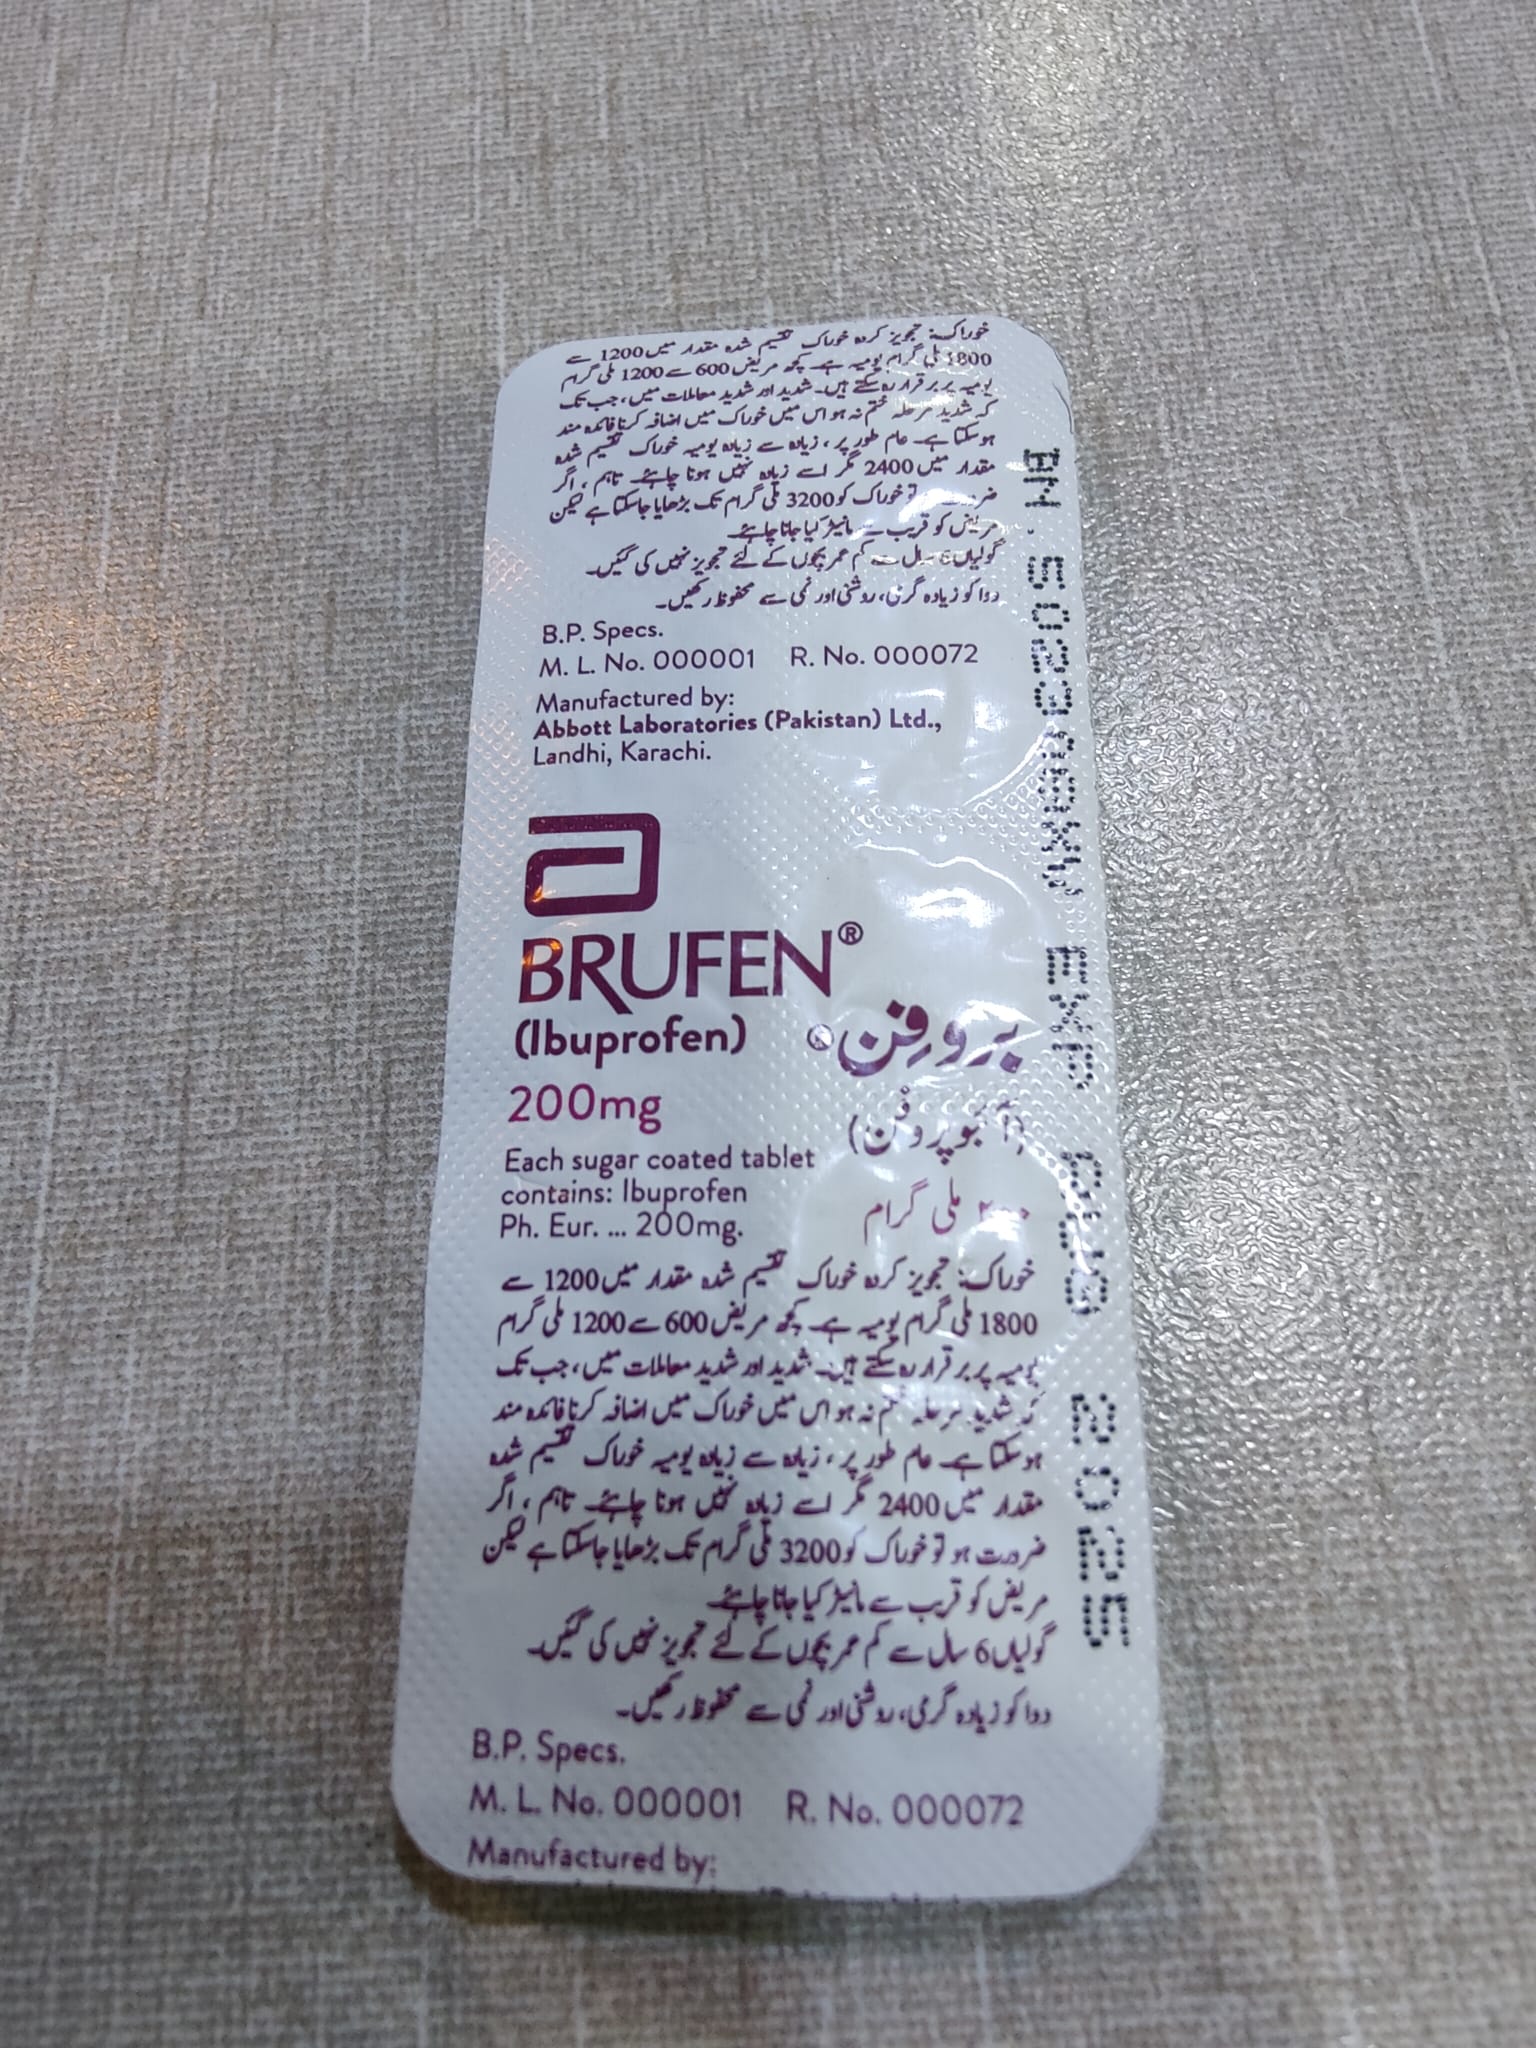 خوراک: تجویز کردہ خوراک تقسیم شدہ مقدار میں 1200 سے
1800 ملی گرام یومیہ ہے۔ کچھ مریض 600 سے 1200 ملی گرام
یومیہ پر برقرار رہ سکتے ہیں۔ شدید اور شدید معاملات میں، جب تک
کہ شدید مرحلہ ختم نہ ہو اس میں خوراک میں اضافہ کرنا فائدہ مند
ہوسکتا ہے۔ عام طور پر، زیادہ سے زیادہ یومیہ خوراک تقسیم شدہ
مقدار میں 2400 مگر اسے زیادہ نہیں ہونا چاہئے۔ تاہم، اگر
تو خوراک کو 3200 ملی گرام تک بڑھایا جاسکتا ہے لیکن
مریض کو قریب سے مانیٹر کیا جانا چاہئے۔
گولیاں 6 سال سے کم عمر بچوں کے لئے تجویز نہیں کی گئیں۔
دوا کو زیادہ گرمی، روشنی اور نمی سے محفوظ رکھیں۔
B.P. Specs.
M. L. No. 000001 R. No. 000072
Manufactured by:
Abbott Laboratories (Pakistan) Ltd.,
Landhi, Karachi.
BRUFEN®
بروفن®
(Ibuprofen)
(آئبوپروفن)
200mg
ملی گرام
Each sugar coated tablet
contains: Ibuprofen
Ph. Eur. ... 200mg.
خوراک: تجویز کردہ خوراک تقسیم شدہ مقدار میں 1200 سے
1800 ملی گرام یومیہ ہے۔ کچھ مریض 600 سے 1200 ملی گرام
یومیہ پر برقرار رہ سکتے ہیں۔ شدید اور شدید معاملات میں، جب تک
کہ شدید مرحلہ ختم نہ ہو اس میں خوراک میں اضافہ کرنا فائدہ مند
ہوسکتا ہے۔ عام طور پر، زیادہ سے زیادہ یومیہ خوراک تقسیم شدہ
مقدار میں 2400 مگر اسے زیادہ نہیں ہونا چاہئے۔ تاہم، اگر
ضرورت ہو تو خوراک کو 3200 ملی گرام تک بڑھایا جاسکتا ہے لیکن
مریض کو قریب سے مانیٹر کیا جانا چاہئے۔
گولیاں 6 سال سے کم عمر بچوں کے لئے تجویز نہیں کی گئیں۔
دوا کو زیادہ گرمی، روشنی اور نمی سے محفوظ رکھیں۔
B.P. Specs.
M. L. No. 000001 R. No. 000072
Manufactured by:
EXP 2025